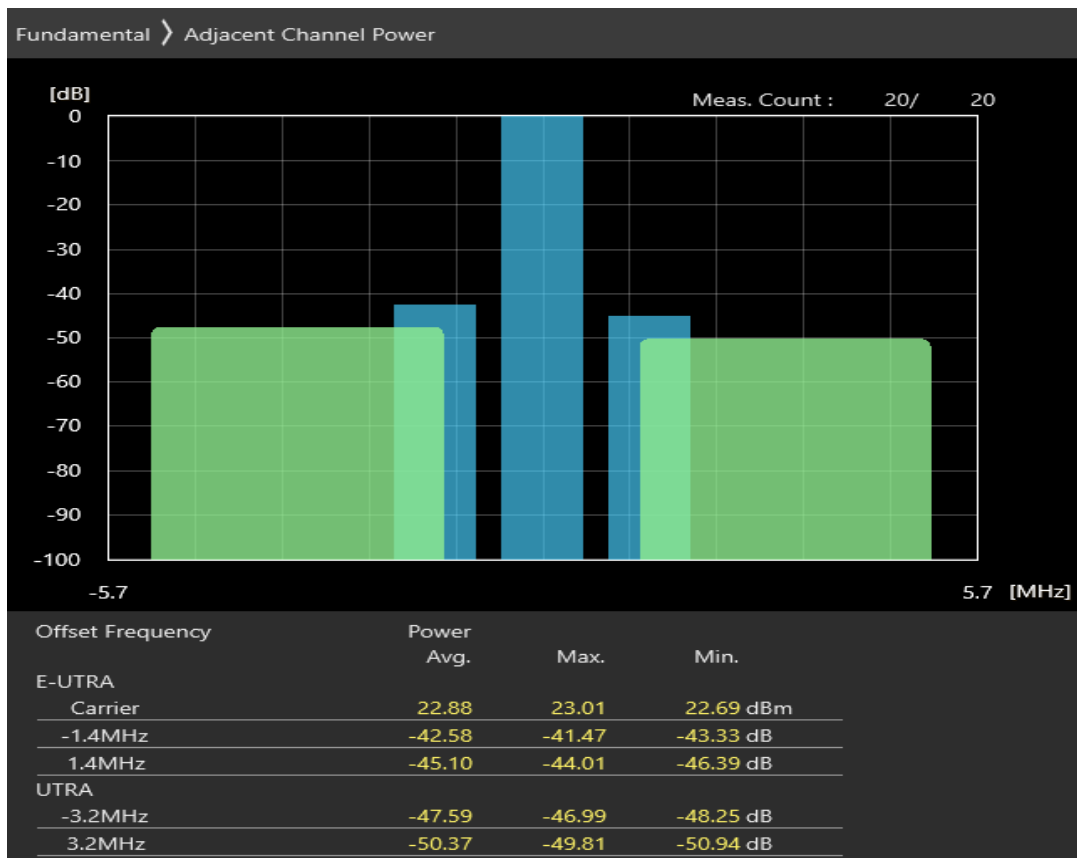 Fundamental 〉 Adjacent Channel Power
[dB]
Meas. Count : 20/ 20
0
-10
-20
-30
-40
-50
-60
-70
-80
-90
-100
-5.7 5.7 [MHz]
Offset Frequency Power
Avg. Max. Min.
E-UTRA
Carrier 22.88 23.01 22.69 dBm
-1.4MHz -42.58 -41.47 -43.33 dB
1.4MHz -45.10 -44.01 -46.39 dB
UTRA
-3.2MHz -47.59 -46.99 -48.25 dB
3.2MHz -50.37 -49.81 -50.94 dB